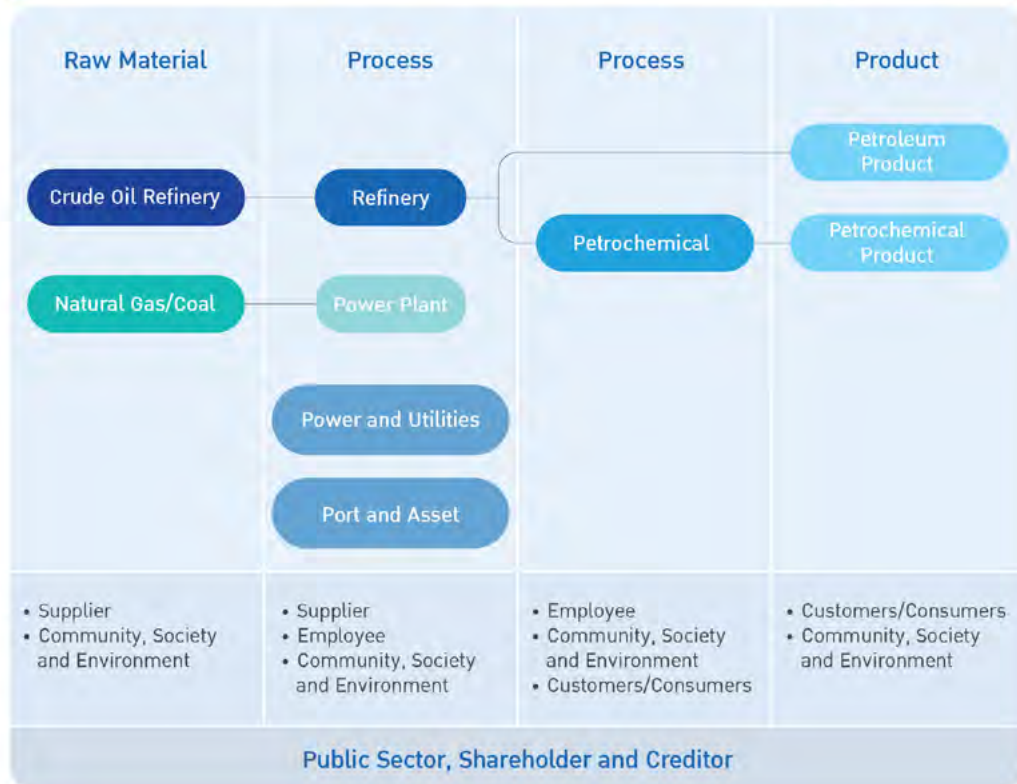 Raw Material
Process
Process
Product
Petroleum
Product
Crude Oil Refinery
Refinery
Petrochemical
Petrochemical
Product
Natural Gas/Coal
Power Plant
Power and Utilities
Port and Asset
• Supplier
• Community, Society
and Environment
• Supplier
• Employee
• Community, Society
and Environment
• Employee
• Community, Society
and Environment
• Customers/Consumers
• Customers/Consumers
• Community, Society
and Environment
Public Sector, Shareholder and Creditor